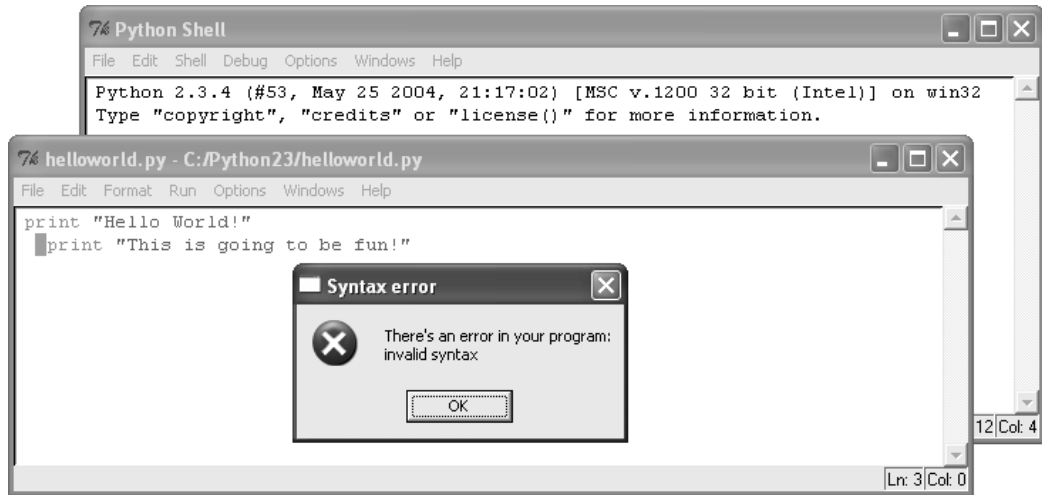 Python Shell
File Edit Shell Debug Options Windows Help
Python 2.3.4 (#53, May 25 2004, 21:17:02) [MSC v.1200 32 bit (Intel)] on win32
Type "copyright", "credits" or "license()" for more information.
helloworld.py - C:/Python23/helloworld.py
File Edit Format Run Options Windows Help
print "Hello World!"
print "This is going to be fun!"
Syntax error
There's an error in your program:
invalid syntax
OK
12 Col: 4
Ln: 3 Col: 0